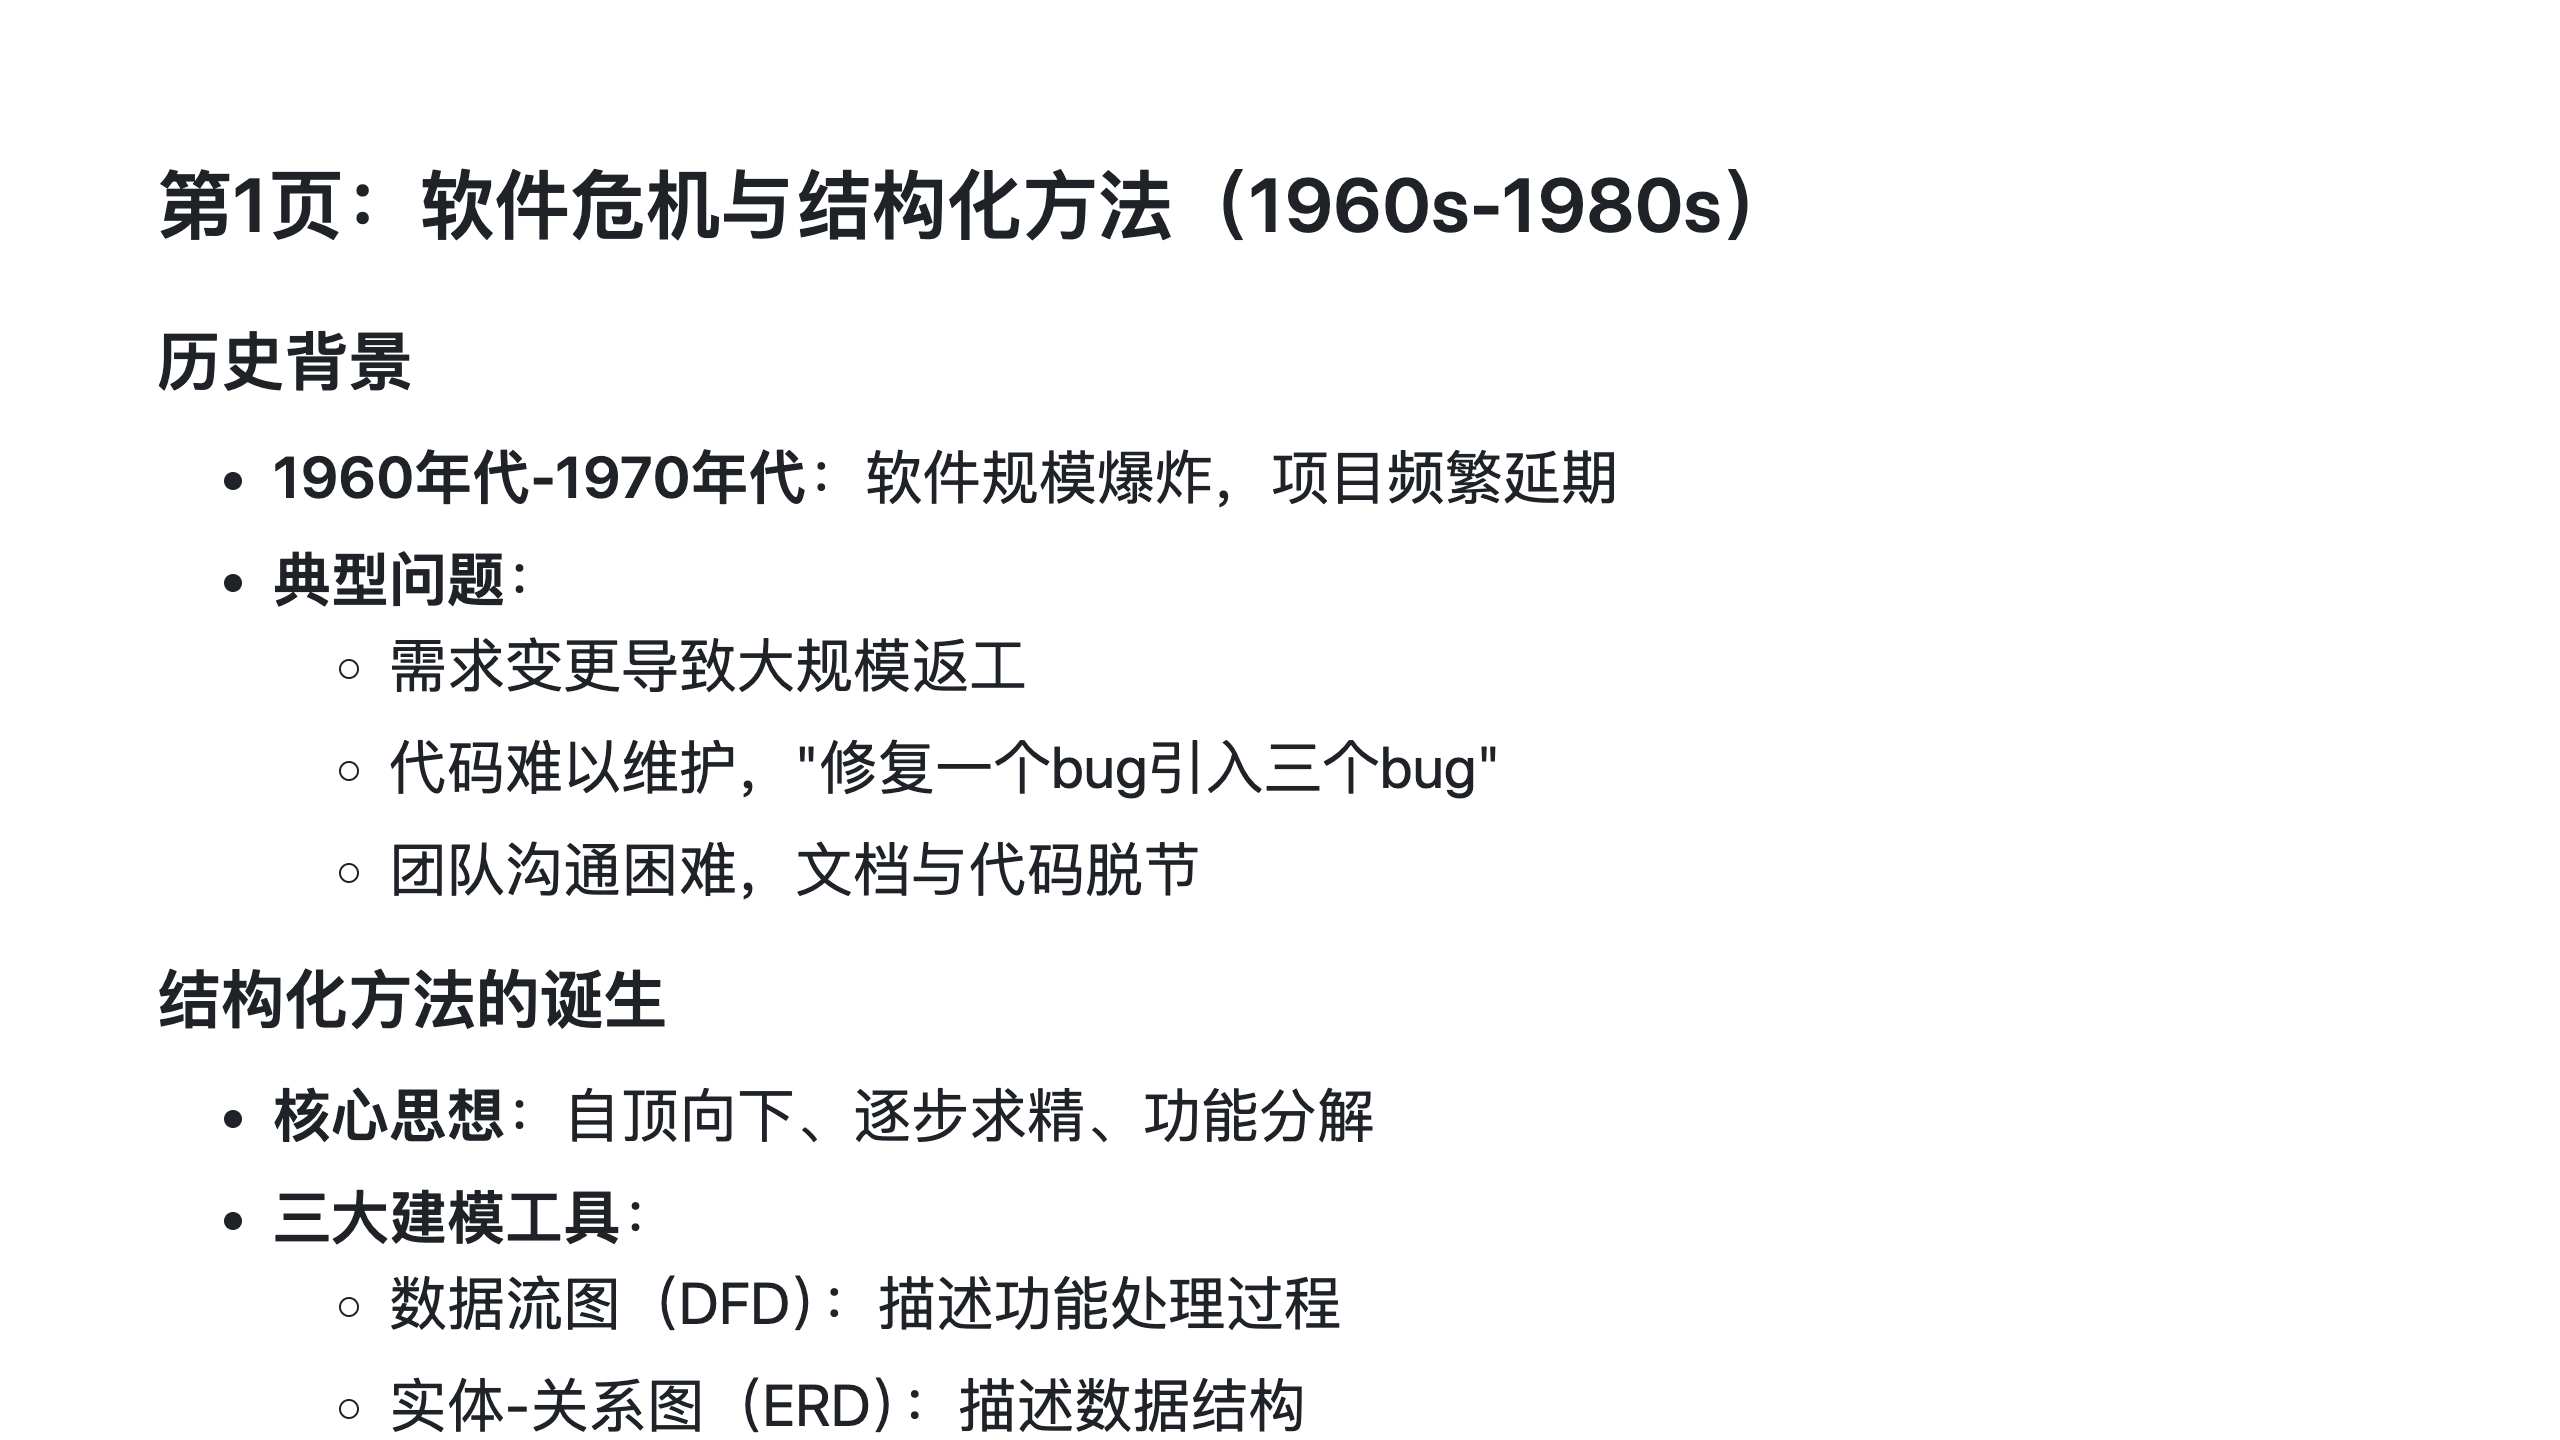 第1页：软件危机与结构化方法（1960s-1980s）
历史背景
1960年代-1970年代：软件规模爆炸，项目频繁延期
典型问题：
需求变更导致大规模返工
代码难以维护，"修复一个bug引入三个bug"
团队沟通困难，文档与代码脱节
结构化方法的诞生
核心思想：自顶向下、逐步求精、功能分解
三大建模工具：
数据流图（DFD）：描述功能处理过程
实体-关系图（ERD）：描述数据结构